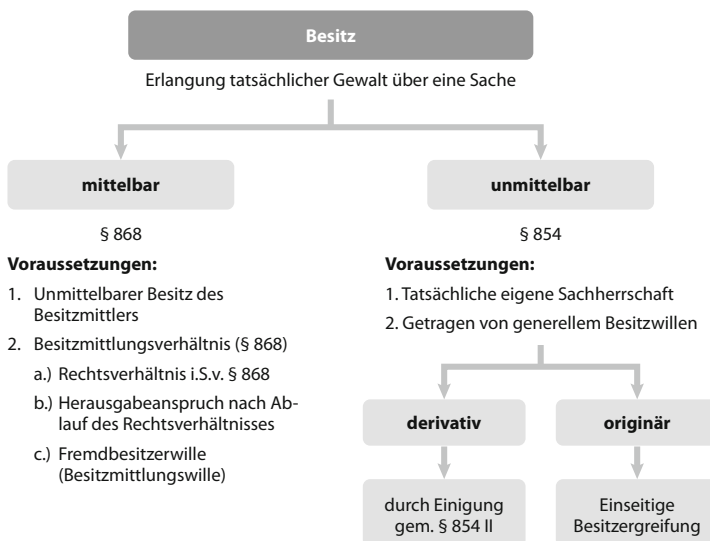 Besitz
Erlangung tatsächlicher Gewalt über eine Sache
mittelbar
§ 868
Voraussetzungen:
1. Unmittelbarer Besitz des
Besitzmittlers
2. Besitzmittlungsverhältnis (§ 868)
a.) Rechtsverhältnis i.S.v. § 868
b.) Herausgabeanspruch nach Ab-
lauf des Rechtsverhältnisses
c.) Fremdbesitzerwille
(Besitzmittlungswille)
unmittelbar
§ 854
Voraussetzungen:
1. Tatsächliche eigene Sachherrschaft
2. Getragen von generellem Besitzwillen
derivativ
durch Einigung
gem. § 854 II
originär
Einseitige
Besitzergreifung